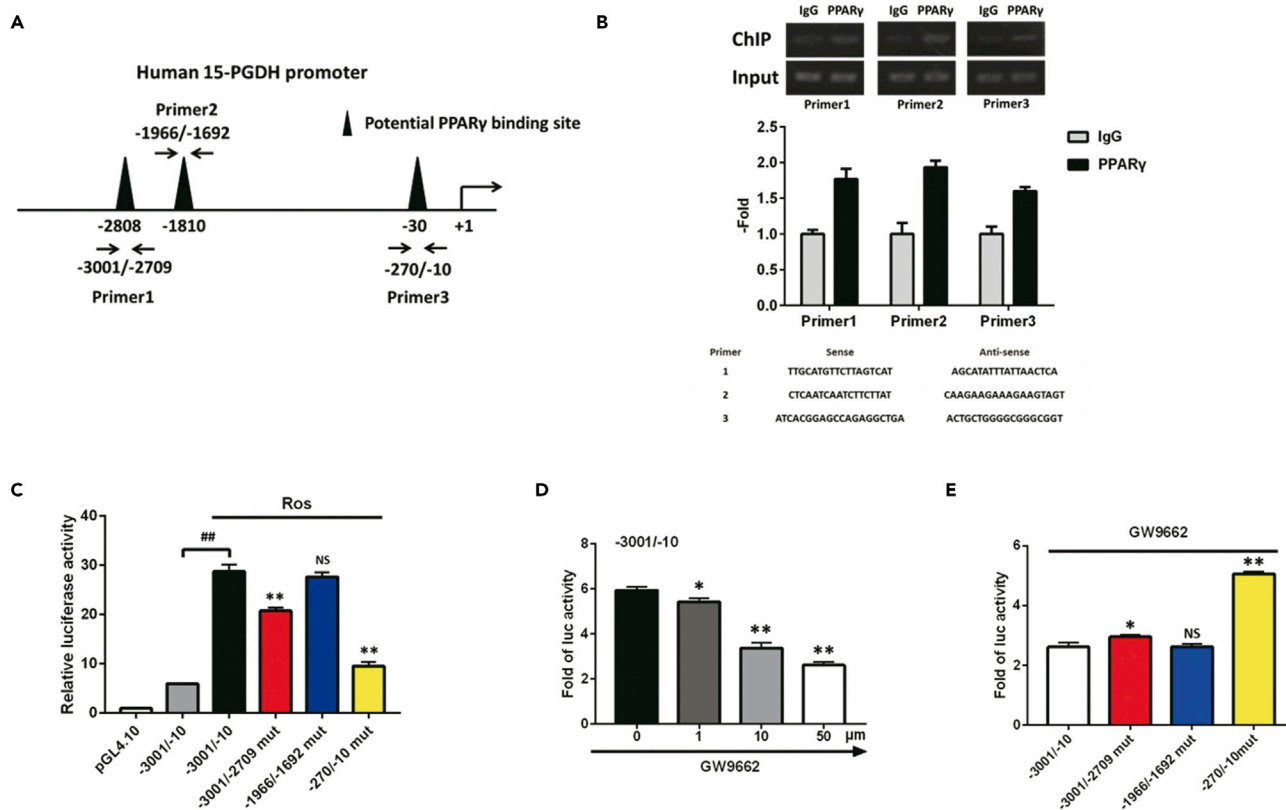 A
Human 15-PGDH promoter
Primer2
-1966/-1692
Potential PPARγ binding site
-2808
-1810
-30
+1
-3001/-2709
-270/-10
Primer1
Primer3
B
IgG PPARγ
IgG PPARγ
IgG PPARγ
ChIP
Input
Primer1
Primer2
Primer3
-Fold
2.5
2.0
1.5
1.0
0.5
0.0
IgG
PPARγ
Primer1
Primer2
Primer3
Primer Sense Anti-sense
1 TTGCATGTTCTTAGTCAT AGCATATTTATTAACTCA
2 CTCAATCAATCTTCTTAT CAAGAAGAAAGAAGTAGT
3 ATCACGGAGCCAGAGGCTGA ACTGCTGGGGCGGGCGGT
C
Ros
Relative luciferase activity
40
30
20
10
0
##
**
NS
**
pGL4.10
-3001/-10
-3001/-10
-3001/-2709 mut
-1966/-1692 mut
-270/-10 mut
D
-3001/-10
Fold of luc activity
8
6
4
2
0
*
**
**
0 1 10 50 μm
GW9662
E
GW9662
Fold of luc activity
6
4
2
0
*
NS
**
-3001/-10
-3001/-2709 mut
-1966/-1692 mut
-270/-10mut